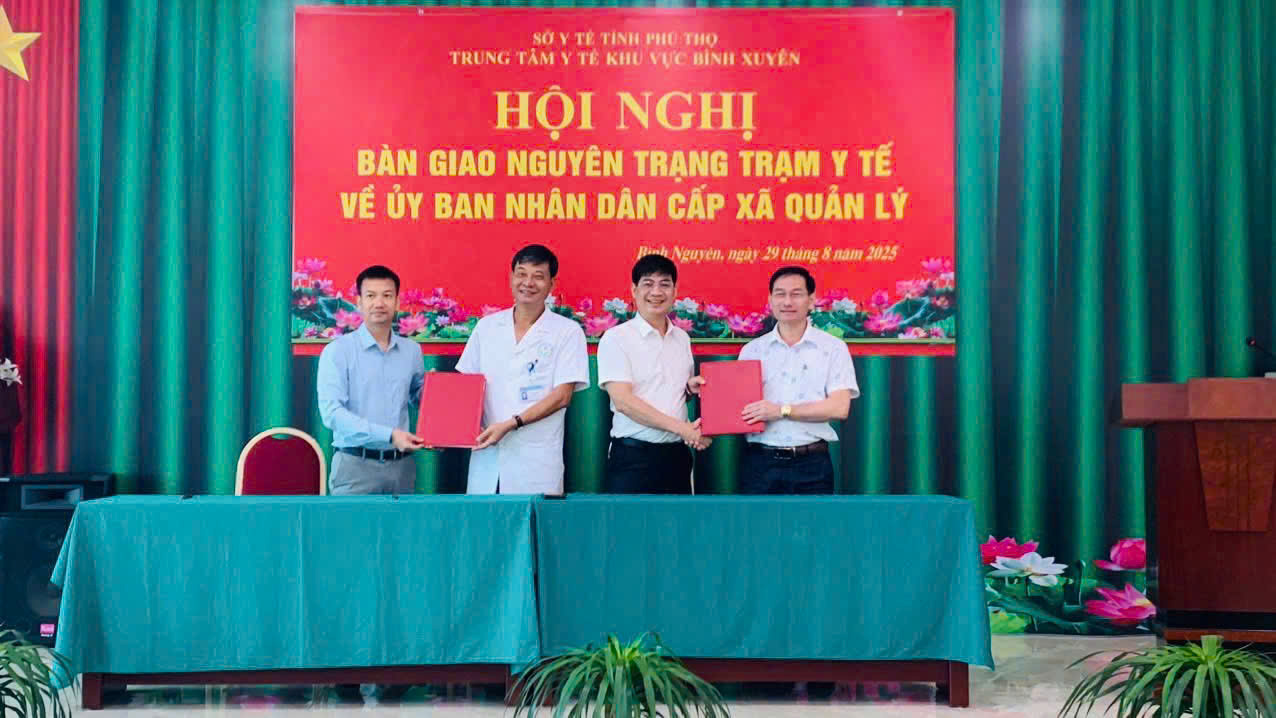 SỞ Y TẾ TỈNH PHÚ THỌ
TRUNG TÂM Y TẾ KHU VỰC BÌNH XUYÊN
HỘI NGHỊ
BÀN GIAO NGUYÊN TRẠNG TRẠM Y TẾ
VỀ ỦY BAN NHÂN DÂN CẤP XÃ QUẢN LÝ
Bình Nguyên, ngày 29 tháng 8 năm 2025